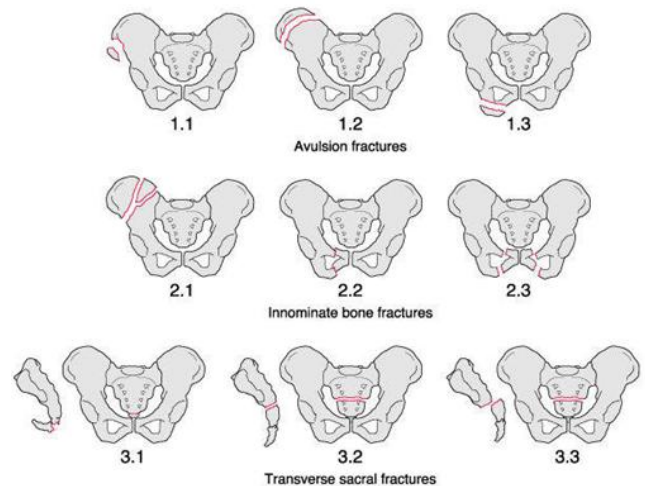 1.1 1.2 1.3
Avulsion fractures
2.1 2.2 2.3
Innominate bone fractures
3.1 3.2 3.3
Transverse sacral fractures